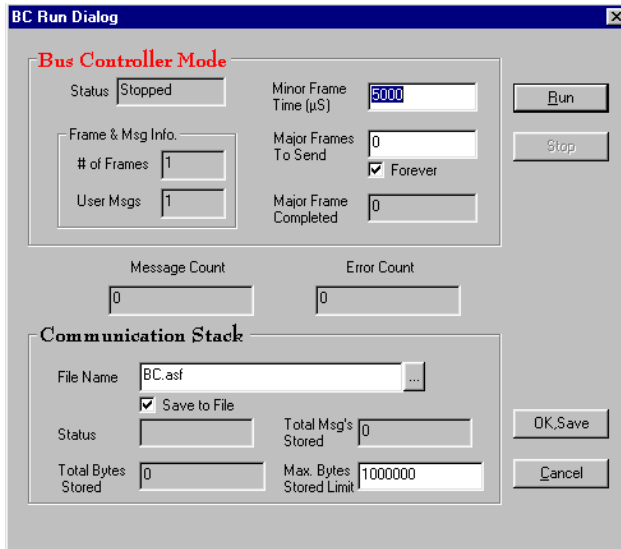 BC Run Dialog
Bus Controller Mode
Status Stopped
Minor Frame
Time (µS)
5000
Run
Frame & Msg Info.
# of Frames 1
User Msgs 1
Major Frames
To Send
0
Forever
Stop
Major Frame
Completed
0
Message Count
Error Count
0
0
Communication Stack
File Name BC.asf ...
Save to File
Status
Total Msg's
Stored
0
OK,Save
Total Bytes
Stored
0
Max. Bytes
Stored Limit
1000000
Cancel